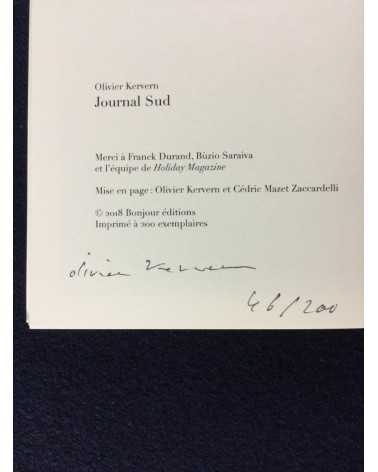 Olivier Kervern
Journal Sud
Merci à Franck Durand, Bùzio Saraiva
et l'équipe de Holiday Magazine
Mise en page : Olivier Kervern et Cédric Mazet Zaccardelli
© 2018 Bonjour éditions
Imprimé à 200 exemplaires
olivier Kervern
46/200